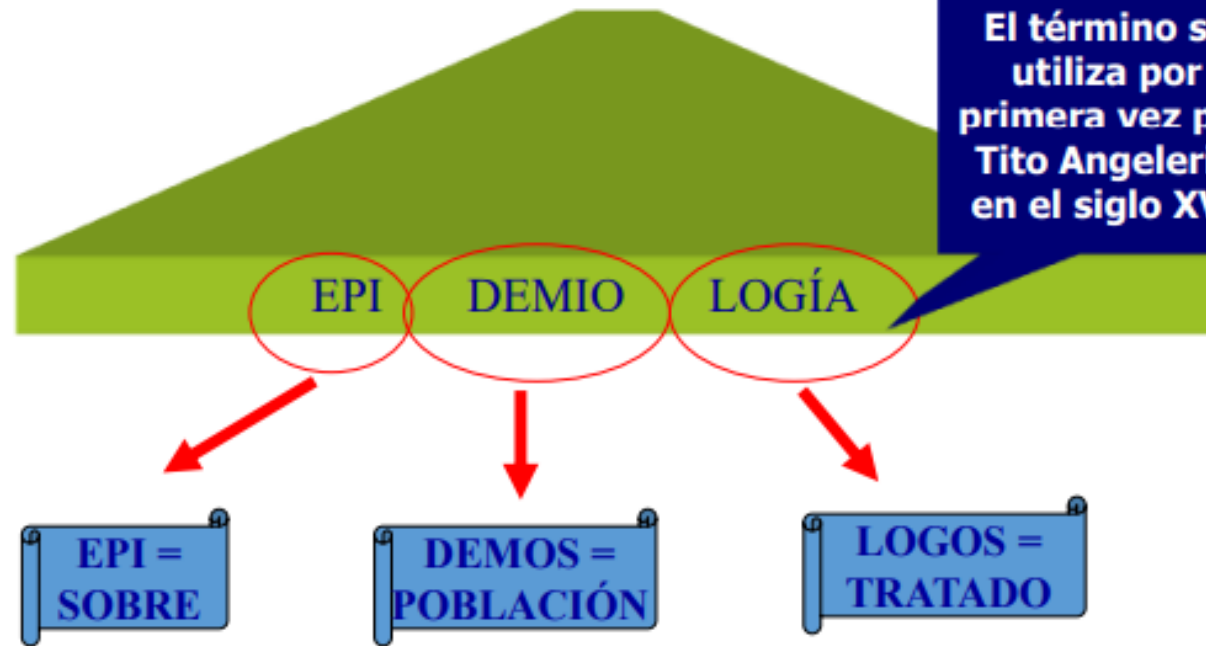 El término s
utiliza por
primera vez p
Tito Angeler
en el siglo XV
EPI DEMIO LOGÍA
EPI =
SOBRE
DEMOS =
POBLACIÓN
LOGOS =
TRATADO